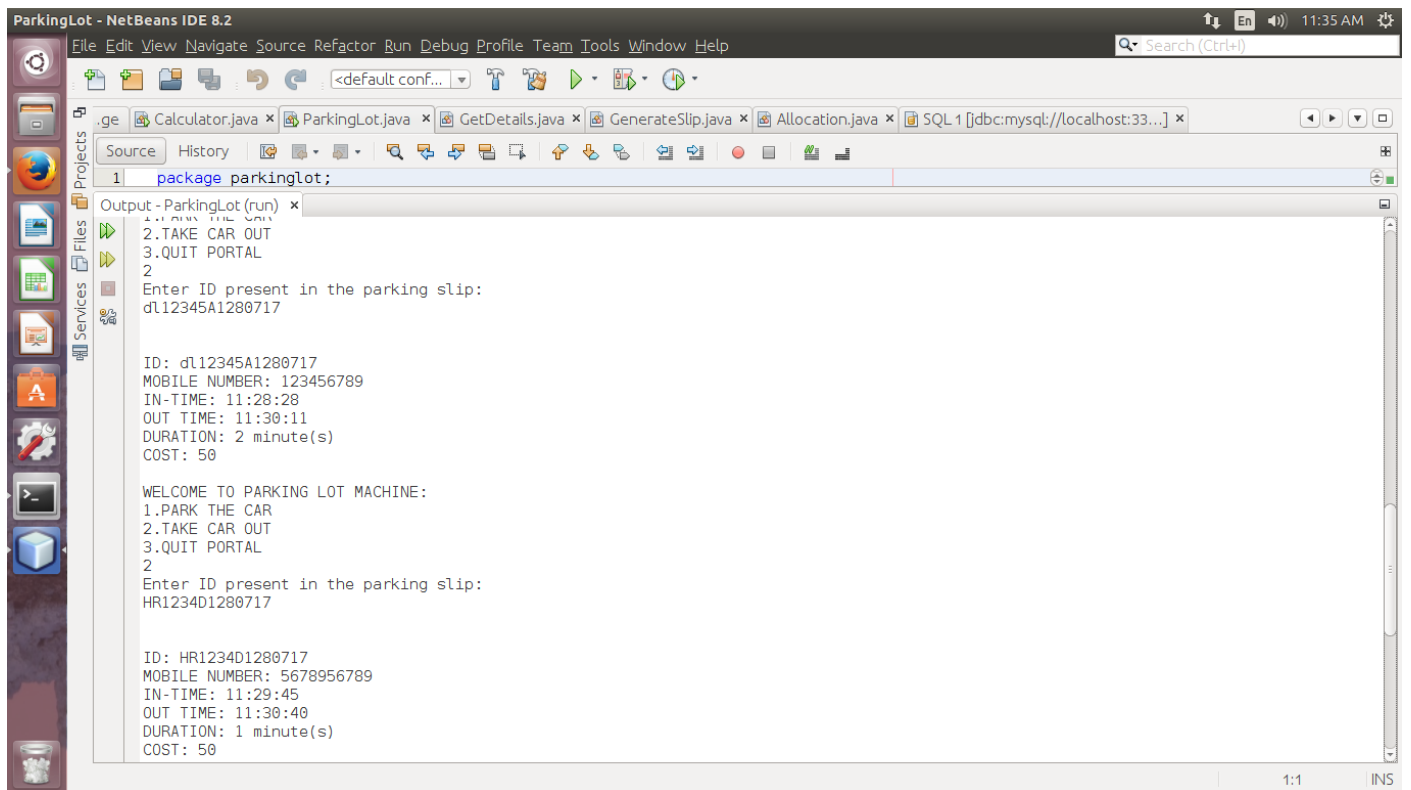 ParkingLot - NetBeans IDE 8.2
En
11:35 AM
File Edit View Navigate Source Refactor Run Debug Profile Team Tools Window Help
Search (Ctrl+I)
<default conf...
.ge
Calculator.java
ParkingLot.java
GetDetails.java
GenerateSlip.java
Allocation.java
SQL 1 [jdbc:mysql://localhost:33...]
Projects
Files
Services
Source
History
1 package parkinglot;
Output - ParkingLot (run)
1.PARK THE CAR
2.TAKE CAR OUT
3.QUIT PORTAL
2
Enter ID present in the parking slip:
dl12345A1280717
ID: dl12345A1280717
MOBILE NUMBER: 123456789
IN-TIME: 11:28:28
OUT TIME: 11:30:11
DURATION: 2 minute(s)
COST: 50
WELCOME TO PARKING LOT MACHINE:
1.PARK THE CAR
2.TAKE CAR OUT
3.QUIT PORTAL
2
Enter ID present in the parking slip:
HR1234D1280717
ID: HR1234D1280717
MOBILE NUMBER: 5678956789
IN-TIME: 11:29:45
OUT TIME: 11:30:40
DURATION: 1 minute(s)
COST: 50
1:1
INS